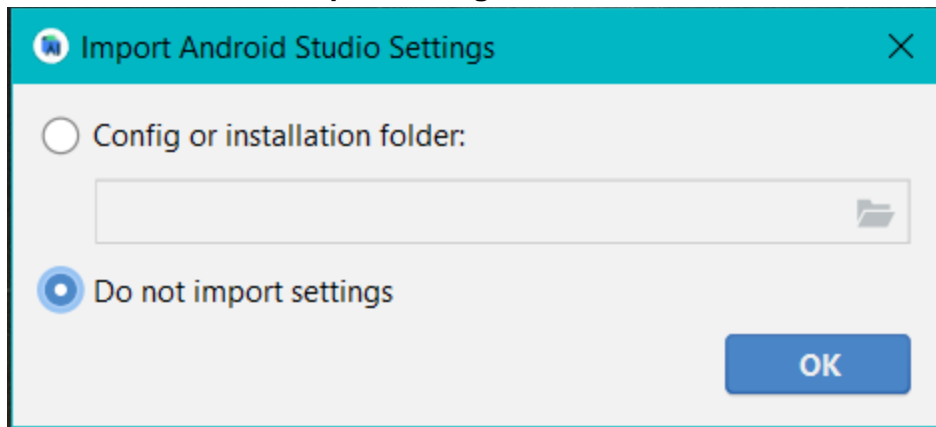 Import Android Studio Settings
Config or installation folder:
Do not import settings
OK